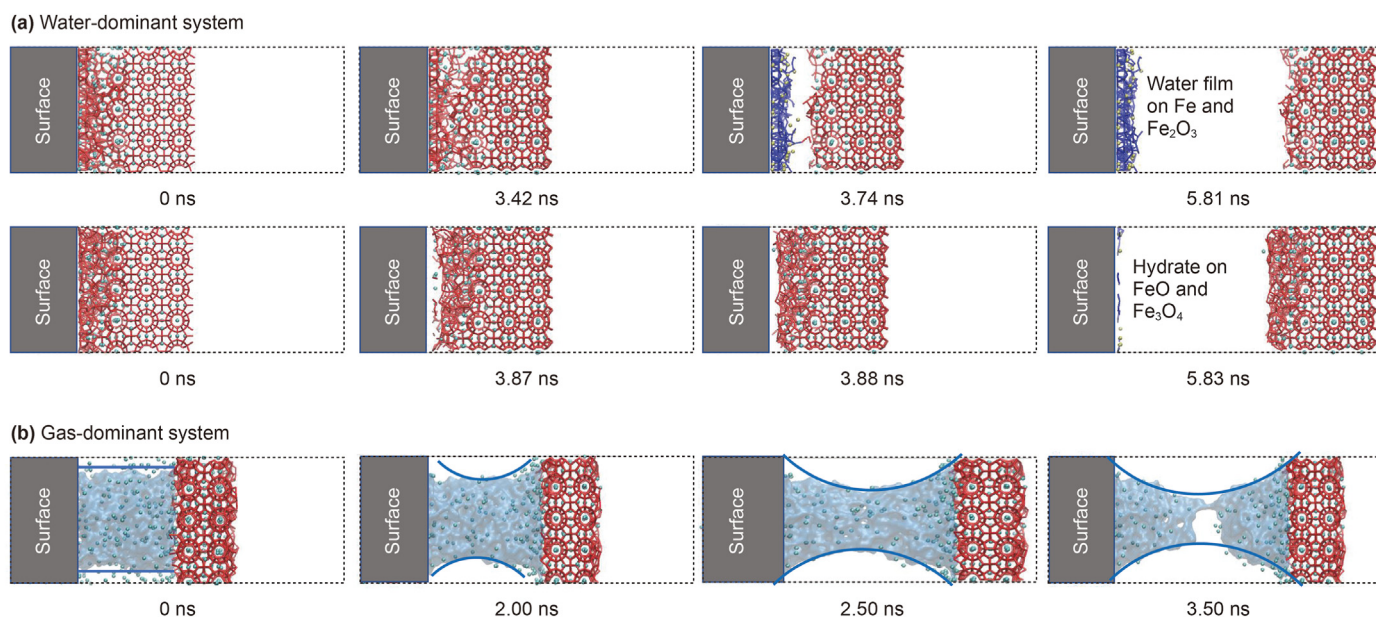 (a) Water-dominant system
Surface
Surface
Surface
Surface
Water film
on Fe and
Fe₂O₃
0 ns
3.42 ns
3.74 ns
5.81 ns
Surface
Surface
Surface
Surface
Hydrate on
FeO and
Fe₃O₄
0 ns
3.87 ns
3.88 ns
5.83 ns
(b) Gas-dominant system
Surface
Surface
Surface
Surface
0 ns
2.00 ns
2.50 ns
3.50 ns